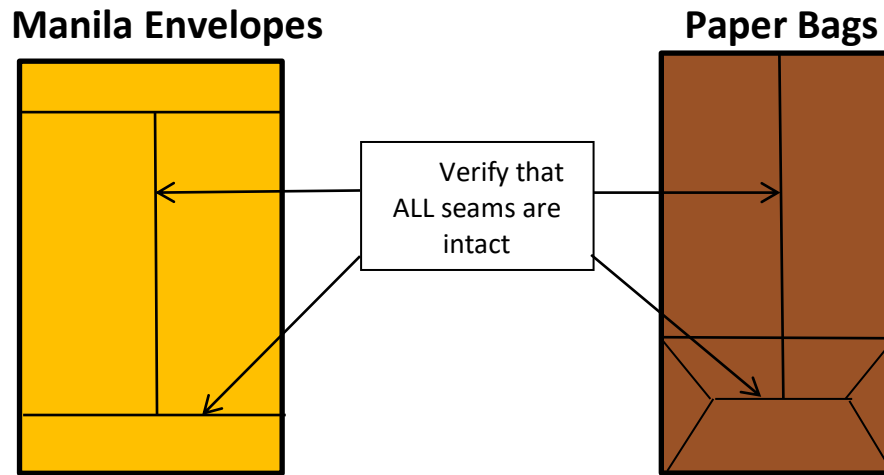 Manila Envelopes
Paper Bags
Verify that
ALL seams are
intact